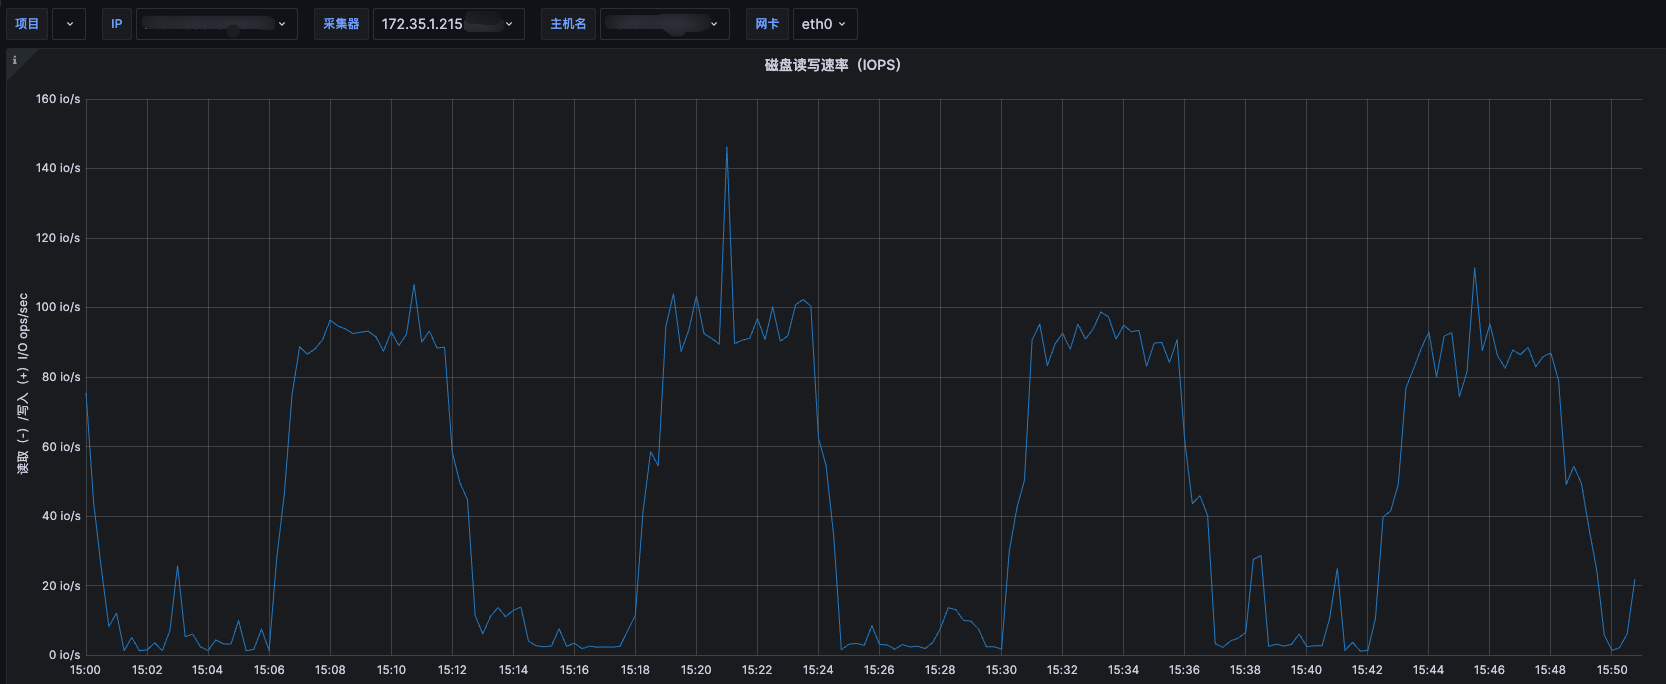 项目 IP 采集器 172.35.1.215 主机名 网卡 eth0
i
磁盘读写速率（IOPS）
读取（-）/写入（+）I/O ops/sec
160 io/s
140 io/s
120 io/s
100 io/s
80 io/s
60 io/s
40 io/s
20 io/s
0 io/s
15:00 15:02 15:04 15:06 15:08 15:10 15:12 15:14 15:16 15:18 15:20 15:22 15:24 15:26 15:28 15:30 15:32 15:34 15:36 15:38 15:40 15:42 15:44 15:46 15:48 15:50